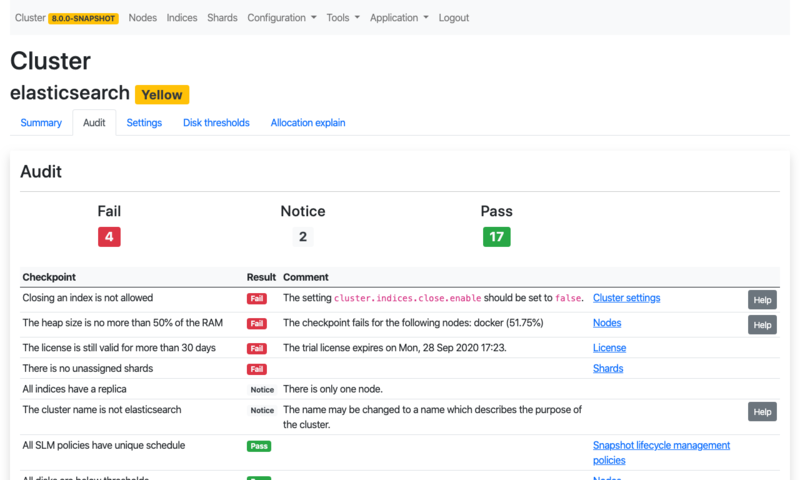 Cluster 8.0.0-SNAPSHOT Nodes Indices Shards Configuration Tools Application Logout
Cluster
elasticsearch Yellow
Summary Audit Settings Disk thresholds Allocation explain
Audit
Fail Notice Pass
4 2 17
Checkpoint Result Comment
Closing an index is not allowed Fail The setting cluster.indices.close.enable should be set to false. Cluster settings Help
The heap size is no more than 50% of the RAM Fail The checkpoint fails for the following nodes: docker (51.75%) Nodes Help
The license is still valid for more than 30 days Fail The trial license expires on Mon, 28 Sep 2020 17:23. License
There is no unassigned shards Fail Shards
All indices have a replica Notice There is only one node.
The cluster name is not elasticsearch Notice The name may be changed to a name which describes the purpose of Help
the cluster.
All SLM policies have unique schedule Pass Snapshot lifecycle management
policies
All disks are below thresholds Pass Nodes